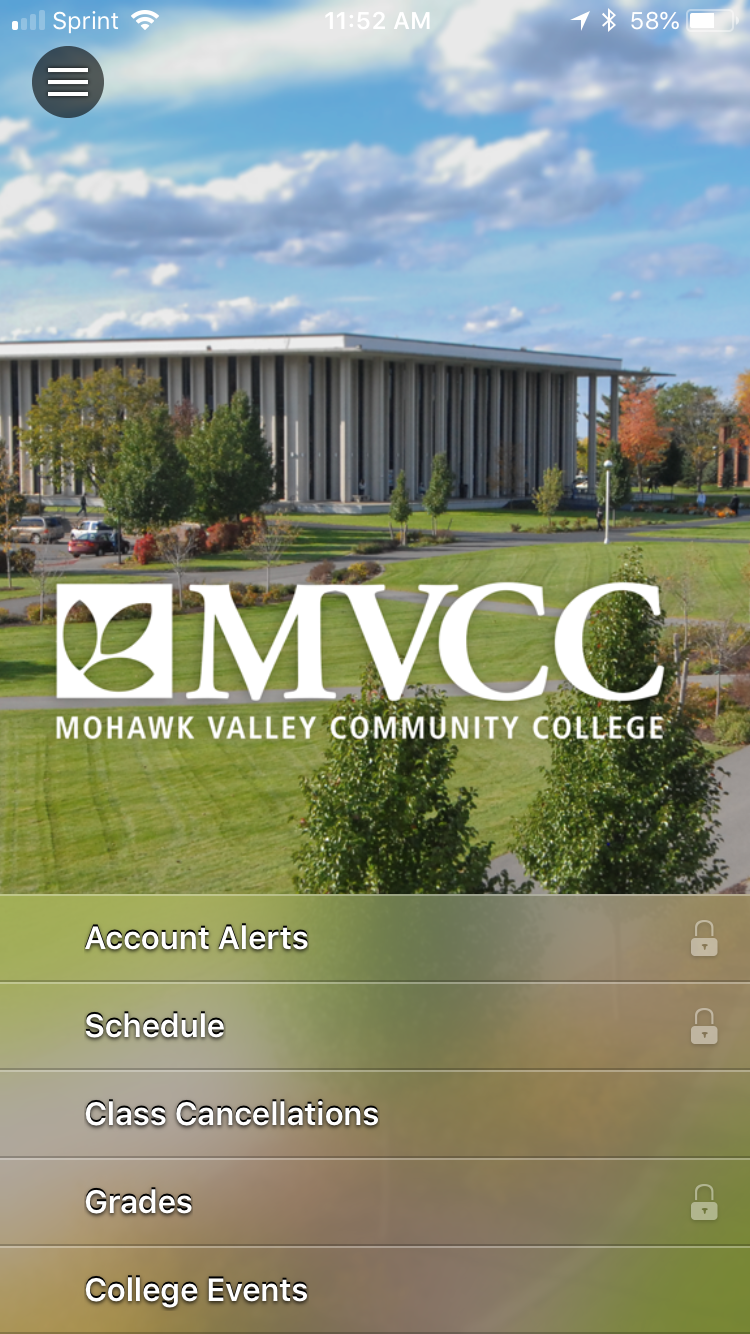 Sprint 11:52 AM 58%
MVCC
MOHAWK VALLEY COMMUNITY COLLEGE
Account Alerts
Schedule
Class Cancellations
Grades
College Events